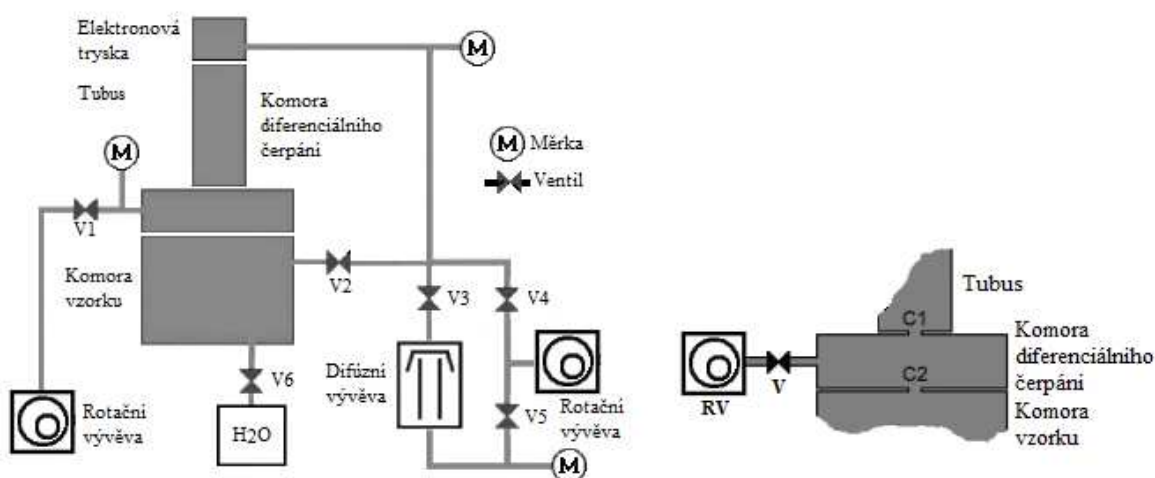 Elektronová
tryska
M
Tubus
Komora
diferenciálního
čerpání
M
M Měrka
Ventil
V1
Komora
vzorku
V2
V3
V4
V6
Difúzní
vývěva
V5
Rotační
vývěva
Rotační
vývěva
H2O
M
Tubus
C1
Komora
diferenciálního
čerpání
C2
RV
V
Komora
vzorku